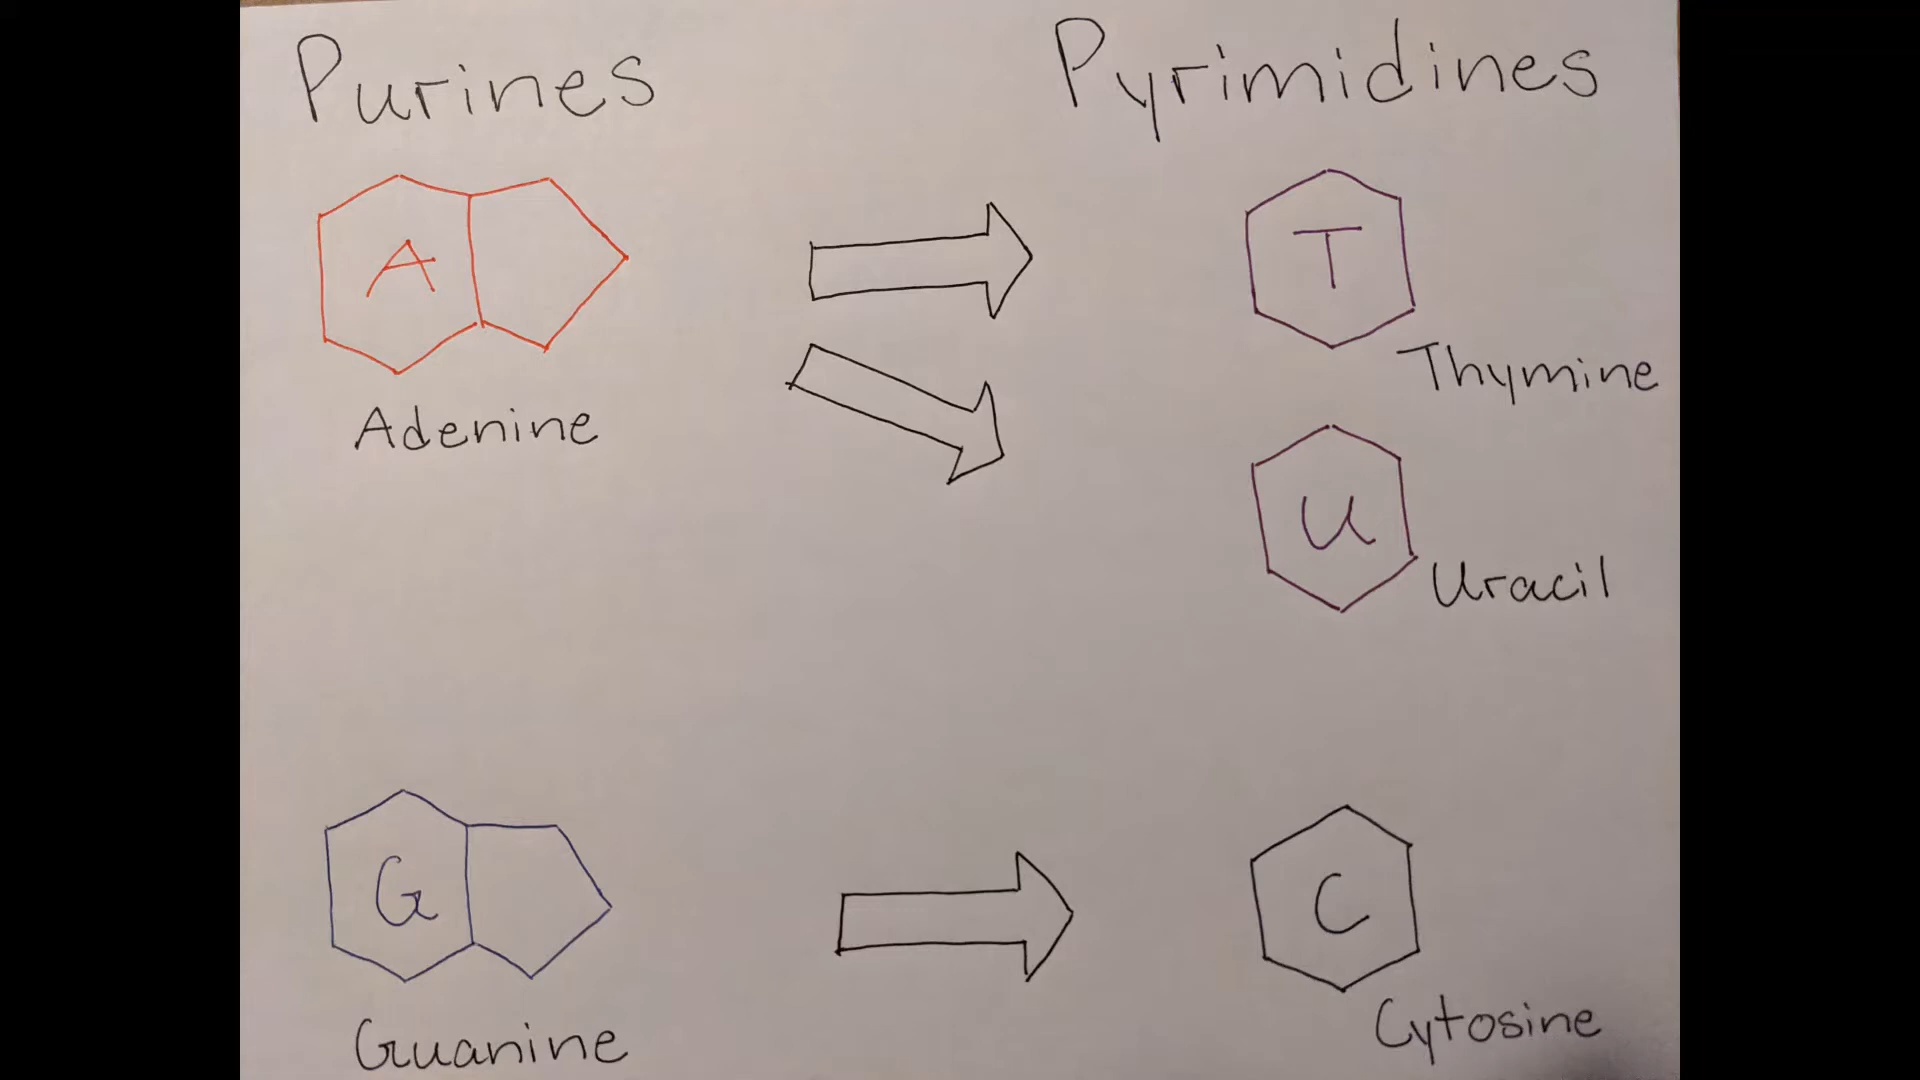 Purines
Pyrimidines
A
T
Adenine
Thymine
U
Uracil
G
C
Guanine
Cytosine